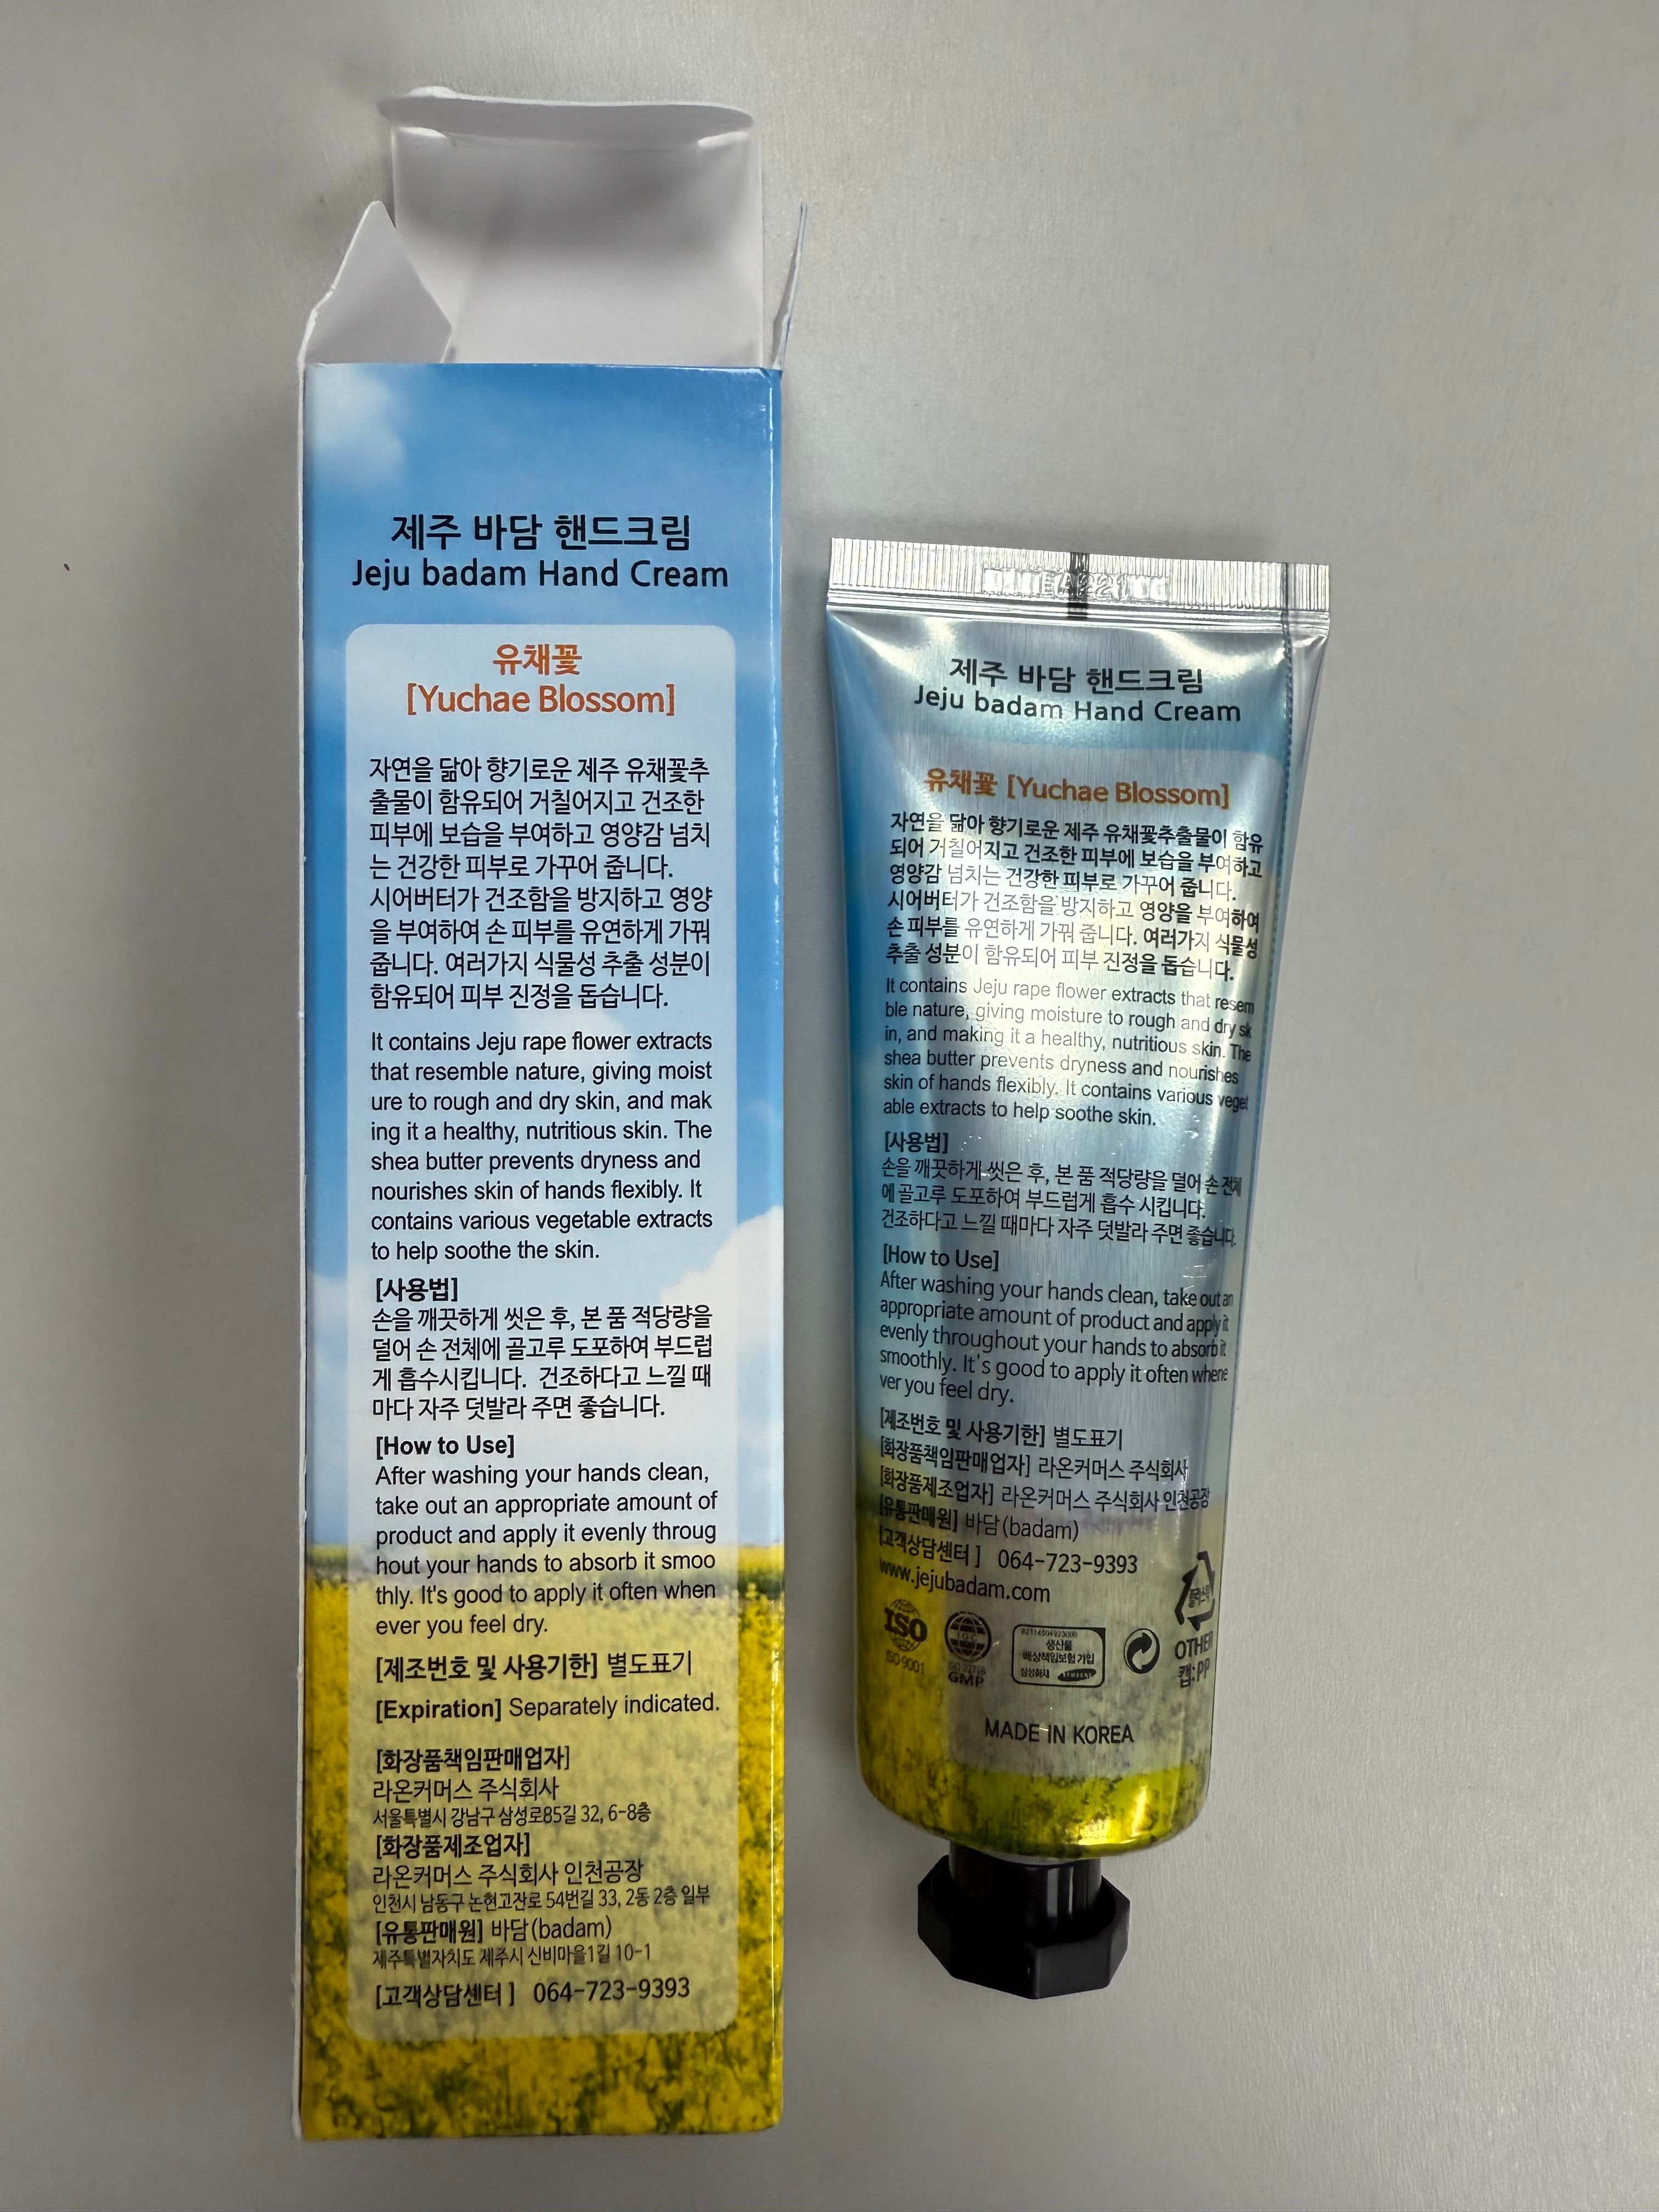 제주 바담 핸드크림
Jeju badam Hand Cream
유채꽃
[Yuchae Blossom]
자연을 닮아 향기로운 제주 유채꽃추
출물이 함유되어 거칠어지고 건조한
피부에 보습을 부여하고 영양감 넘치
는 건강한 피부로 가꾸어 줍니다.
시어버터가 건조함을 방지하고 영양
을 부여하여 손 피부를 유연하게 가꿔
줍니다. 여러가지 식물성 추출 성분이
함유되어 피부 진정을 돕습니다.
It contains Jeju rape flower extracts
that resemble nature, giving moist
ure to rough and dry skin, and mak
ing it a healthy, nutritious skin. The
shea butter prevents dryness and
nourishes skin of hands flexibly. It
contains various vegetable extracts
to help soothe the skin.
[사용법]
손을 깨끗하게 씻은 후, 본 품 적당량을
덜어 손 전체에 골고루 도포하여 부드럽
게 흡수시킵니다. 건조하다고 느낄 때
마다 자주 덧발라 주면 좋습니다.
[How to Use]
After washing your hands clean,
take out an appropriate amount of
product and apply it evenly throug
hout your hands to absorb it smoo
thly. It's good to apply it often when
ever you feel dry.
[제조번호 및 사용기한] 별도표기
[Expiration] Separately indicated.
[화장품책임판매업자]
라온커머스 주식회사
서울특별시 강남구 삼성로85길 32, 6-8층
[화장품제조업자]
라온커머스 주식회사 인천공장
인천시 남동구 논현고잔로 54번길 33, 2동 2층 일부
[유통판매원] 바담(badam)
제주특별자치도 제주시 신비마을1길 10-1
[고객상담센터 ] 064-723-9393
제주 바담 핸드크림
Jeju badam Hand Cream
유채꽃 [Yuchae Blossom]
자연을 닮아 향기로운 제주 유채꽃추출물이 함유
되어 거칠어지고 건조한 피부에 보습을 부여하고
영양감 넘치는 건강한 피부로 가꾸어 줍니다.
시어버터가 건조함을 방지하고 영양을 부여하여
손 피부를 유연하게 가꿔 줍니다. 여러가지 식물성
추출 성분이 함유되어 피부 진정을 돕습니다.
It contains Jeju rape flower extracts that resem
ble nature, giving moisture to rough and dry sk
in, and making it a healthy, nutritious skin. The
shea butter prevents dryness and nourishes
skin of hands flexibly. It contains various veget
able extracts to help soothe skin.
[사용법]
손을 깨끗하게 씻은 후, 본 품 적당량을 덜어 손 전체
에 골고루 도포하여 부드럽게 흡수 시킵니다.
건조하다고 느낄 때마다 자주 덧발라 주면 좋습니다.
[How to Use]
After washing your hands clean, take out an
appropriate amount of product and apply it
evenly throughout your hands to absorb it
smoothly. It's good to apply it often whene
ver you feel dry.
[제조번호 및 사용기한] 별도표기
[화장품책임판매업자] 라온커머스 주식회사
[화장품제조업자] 라온커머스 주식회사 인천공장
[유통판매원] 바담(badam)
[고객상담센터 ] 064-723-9393
www.jejubadam.com
ISO
ISO 9001
ISO 22716
GMP
생산물
배상책임보험 가입
삼성화재
SAMSUNG
플라스틱
OTHER
캡:PP
MADE IN KOREA